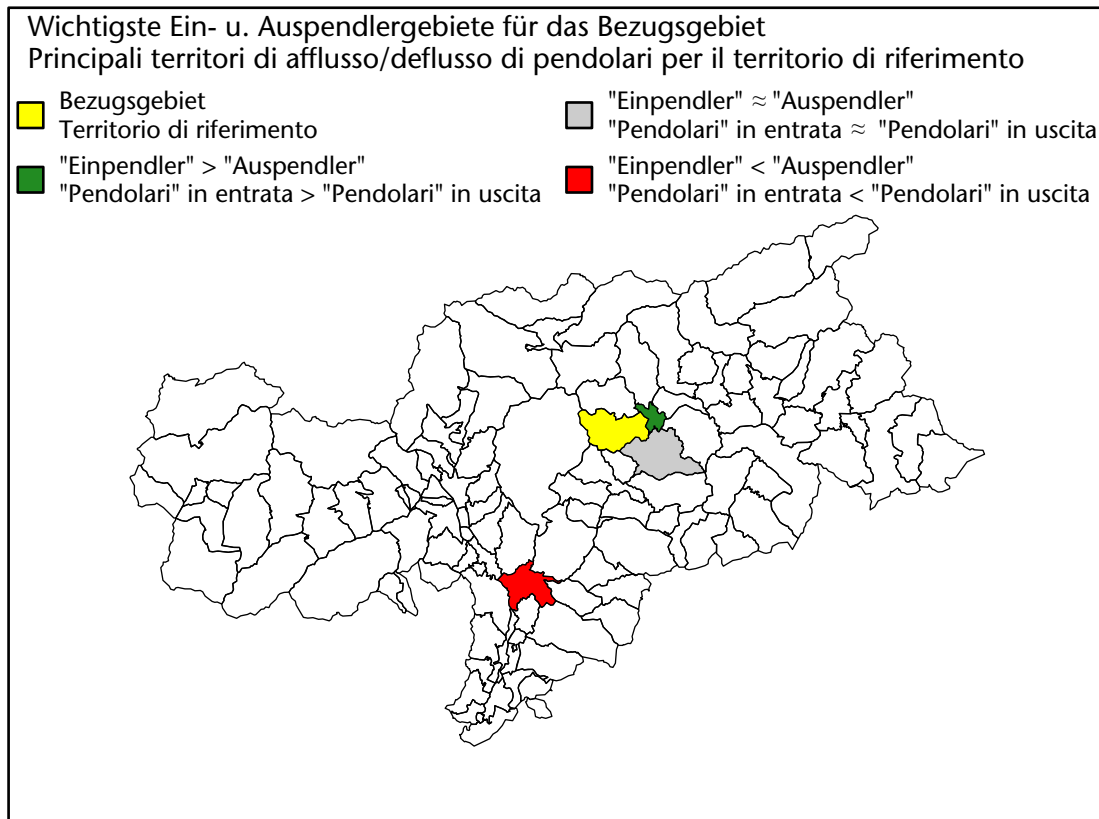 Wichtigste Ein- u. Auspendlergebiete für das Bezugsgebiet
Principali territori di afflusso/deflusso di pendolari per il territorio di riferimento
Bezugsgebiet
Territorio di riferimento
"Einpendler" > "Auspendler"
"Pendolari" in entrata > "Pendolari" in uscita
"Einpendler" ≈ "Auspendler"
"Pendolari" in entrata ≈ "Pendolari" in uscita
"Einpendler" < "Auspendler"
"Pendolari" in entrata < "Pendolari" in uscita